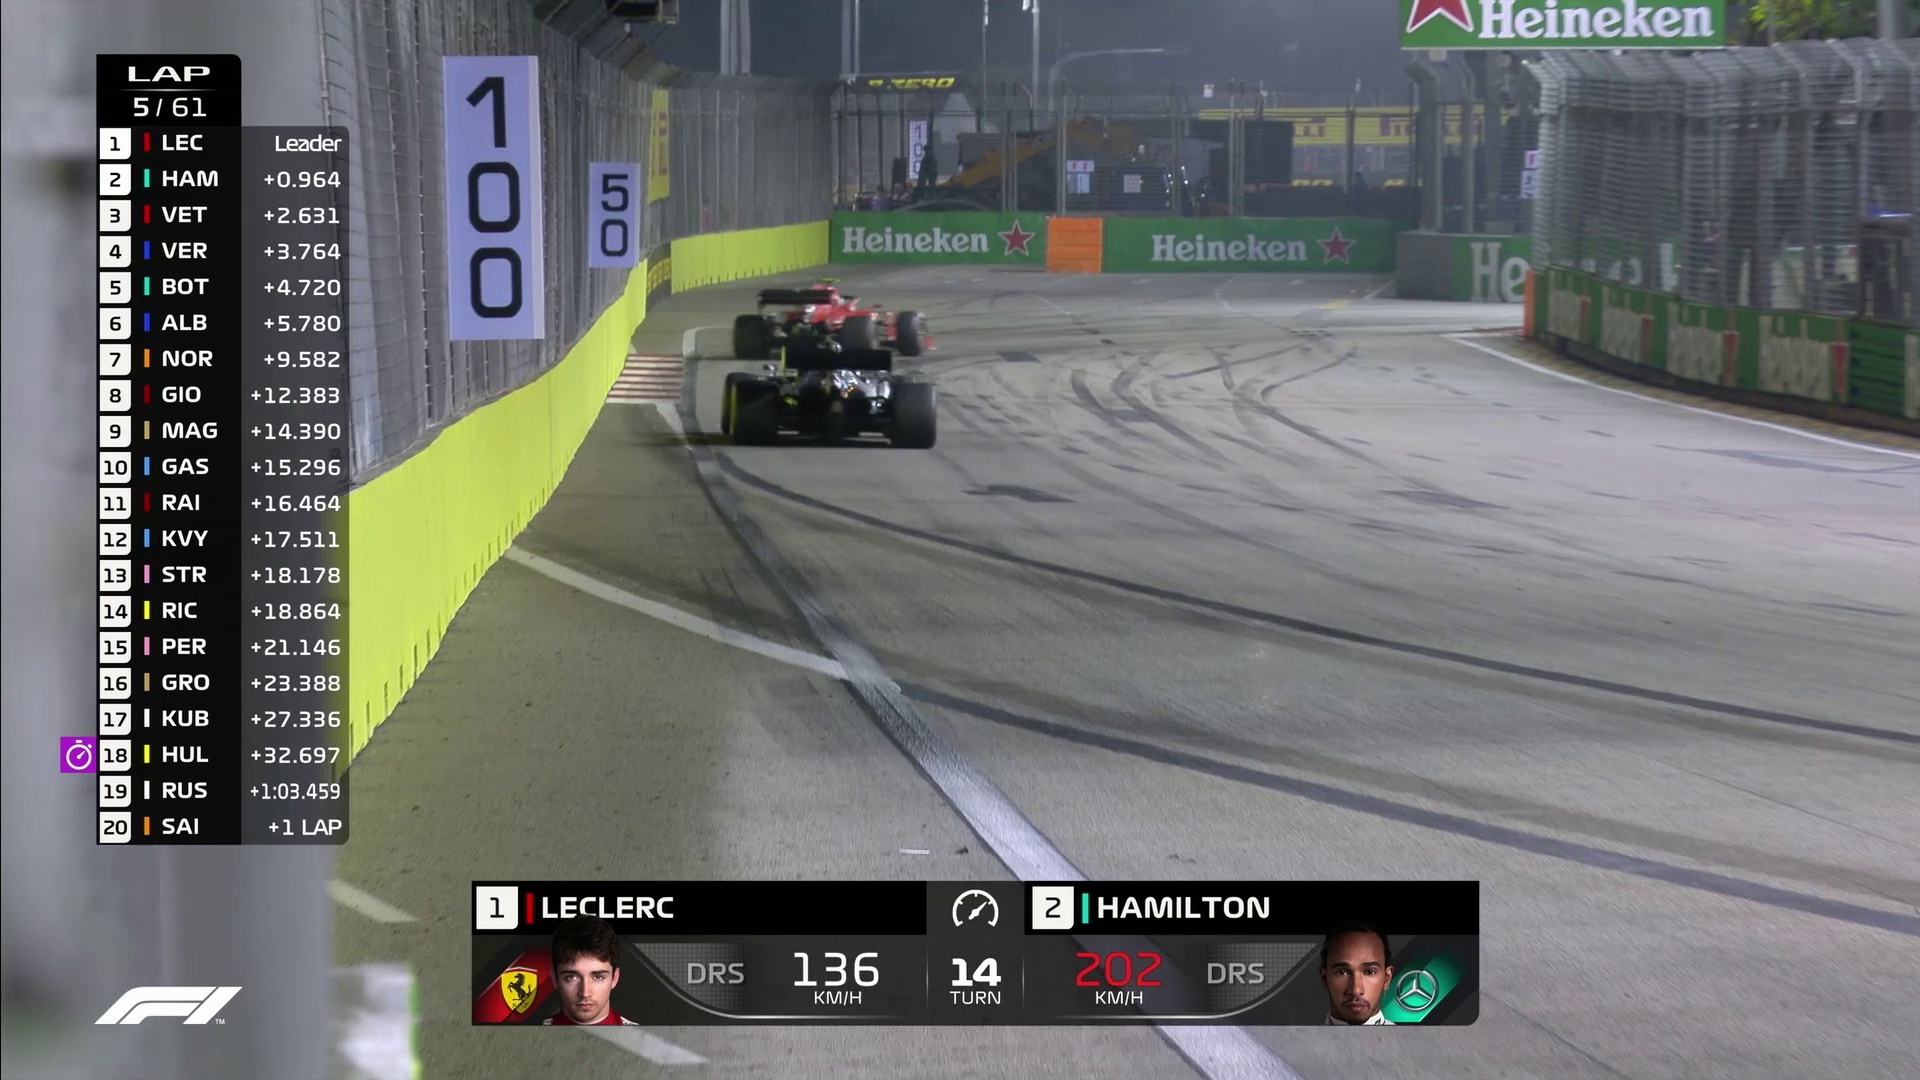 LAP
5/61
1 LEC Leader
2 HAM +0.964
3 VET +2.631
4 VER +3.764
5 BOT +4.720
6 ALB +5.780
7 NOR +9.582
8 GIO +12.383
9 MAG +14.390
10 GAS +15.296
11 RAI +16.464
12 KVY +17.511
13 STR +18.178
14 RIC +18.864
15 PER +21.146
16 GRO +23.388
17 KUB +27.336
18 HUL +32.697
19 RUS +1:03.459
20 SAI +1 LAP
100
50
P.ZERO
Heineken
Heineken
Heineken
He
1 LECLERC
2 HAMILTON
DRS 136 KM/H
14 TURN
202 KM/H DRS
F1
TM